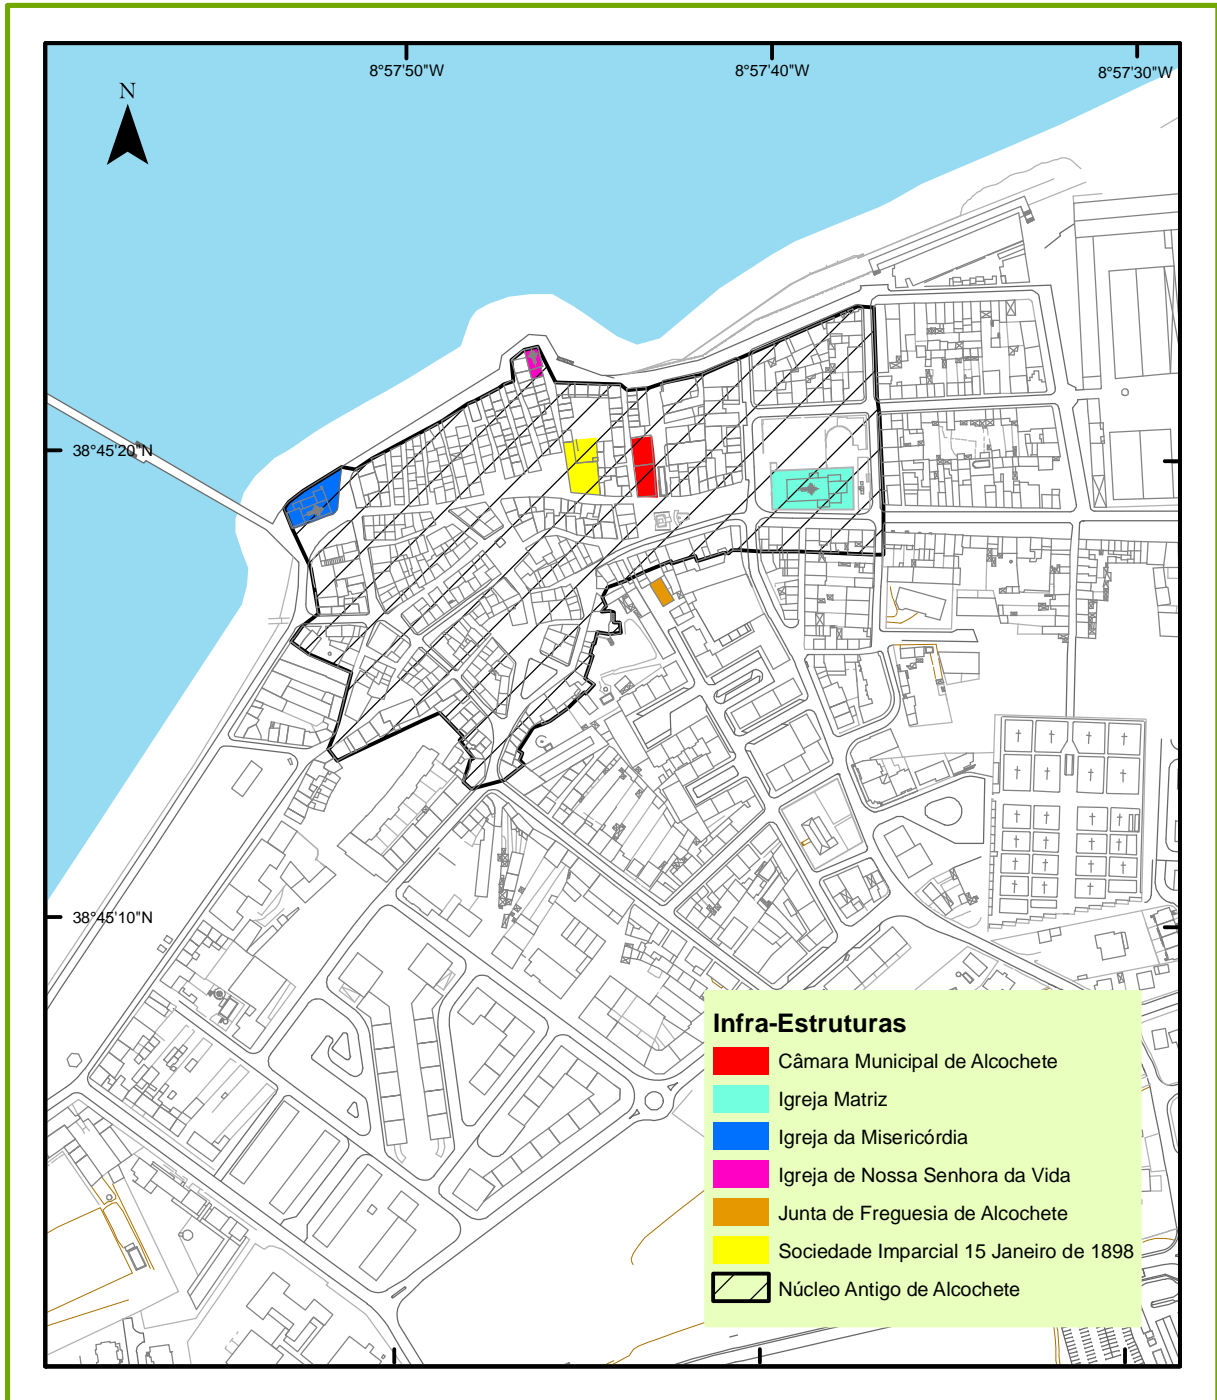 8°57'50"W
8°57'40"W
8°57'30"W
N
38°45'20"N
38°45'10"N
Infra-Estruturas
Câmara Municipal de Alcochete
Igreja Matriz
Igreja da Misericórdia
Igreja de Nossa Senhora da Vida
Junta de Freguesia de Alcochete
Sociedade Imparcial 15 Janeiro de 1898
Núcleo Antigo de Alcochete